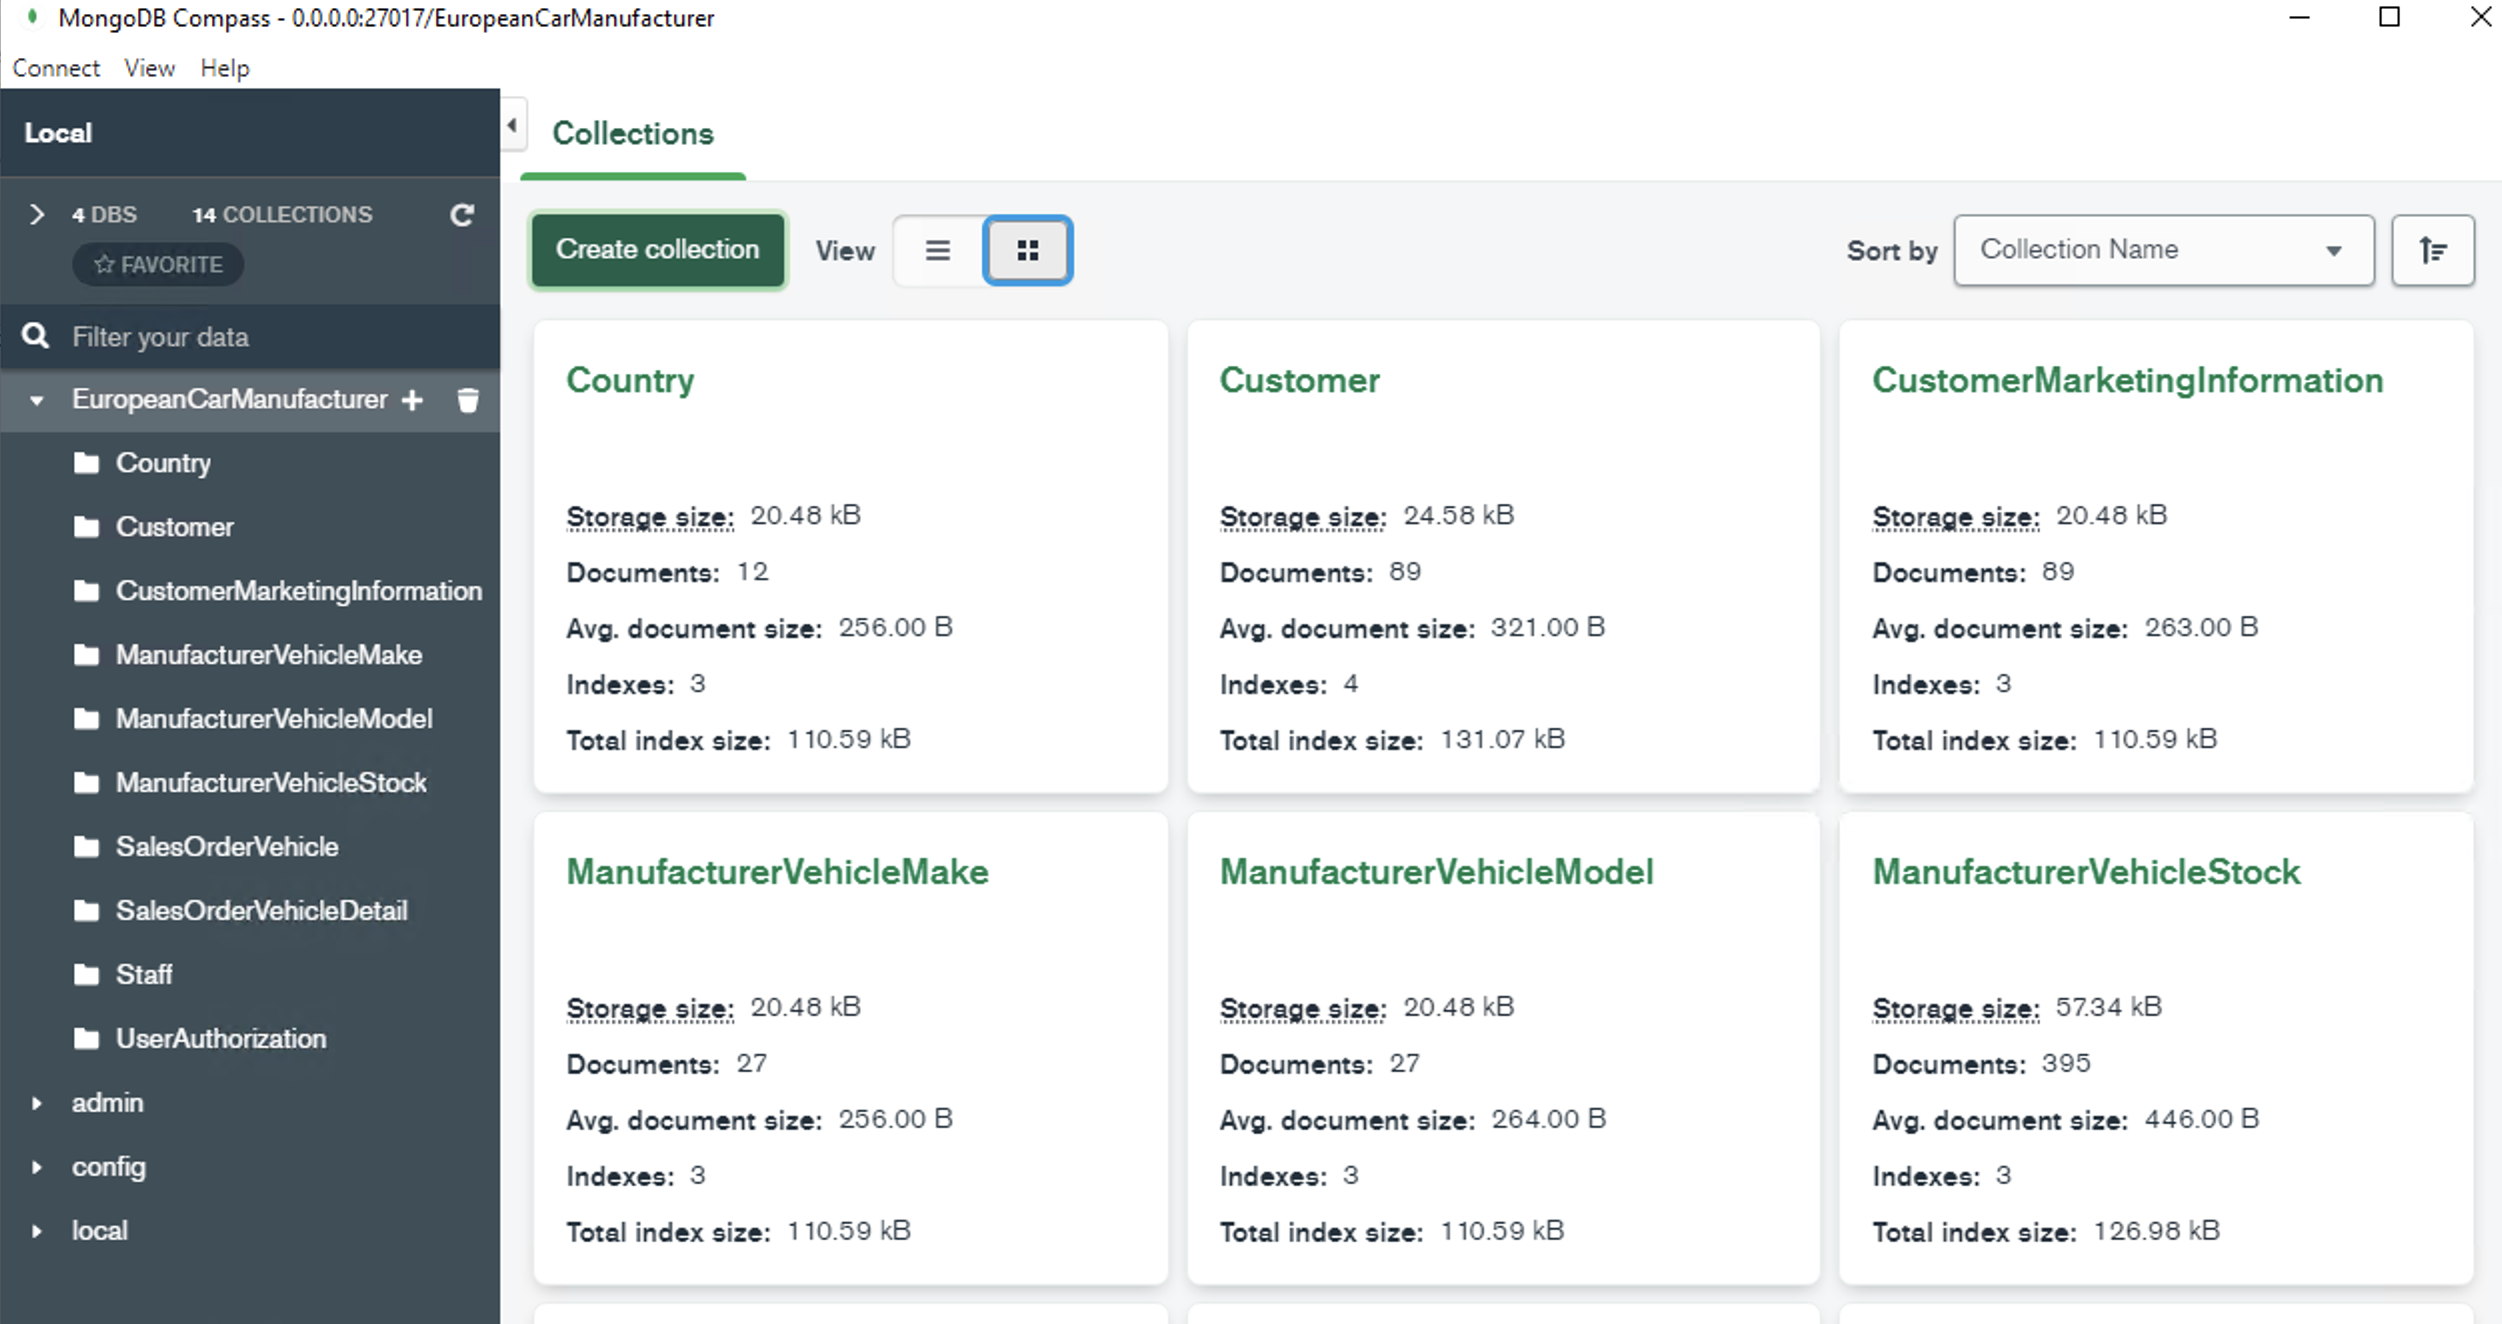 MongoDB Compass - 0.0.0.0:27017/EuropeanCarManufacturer
Connect View Help
Local
4 DBS 14 COLLECTIONS
FAVORITE
Filter your data
EuropeanCarManufacturer
Country
Customer
CustomerMarketingInformation
ManufacturerVehicleMake
ManufacturerVehicleModel
ManufacturerVehicleStock
SalesOrderVehicle
SalesOrderVehicleDetail
Staff
UserAuthorization
admin
config
local
Collections
Create collection View Sort by Collection Name
Country
Storage size: 20.48 kB
Documents: 12
Avg. document size: 256.00 B
Indexes: 3
Total index size: 110.59 kB
Customer
Storage size: 24.58 kB
Documents: 89
Avg. document size: 321.00 B
Indexes: 4
Total index size: 131.07 kB
CustomerMarketingInformation
Storage size: 20.48 kB
Documents: 89
Avg. document size: 263.00 B
Indexes: 3
Total index size: 110.59 kB
ManufacturerVehicleMake
Storage size: 20.48 kB
Documents: 27
Avg. document size: 256.00 B
Indexes: 3
Total index size: 110.59 kB
ManufacturerVehicleModel
Storage size: 20.48 kB
Documents: 27
Avg. document size: 264.00 B
Indexes: 3
Total index size: 110.59 kB
ManufacturerVehicleStock
Storage size: 57.34 kB
Documents: 395
Avg. document size: 446.00 B
Indexes: 3
Total index size: 126.98 kB